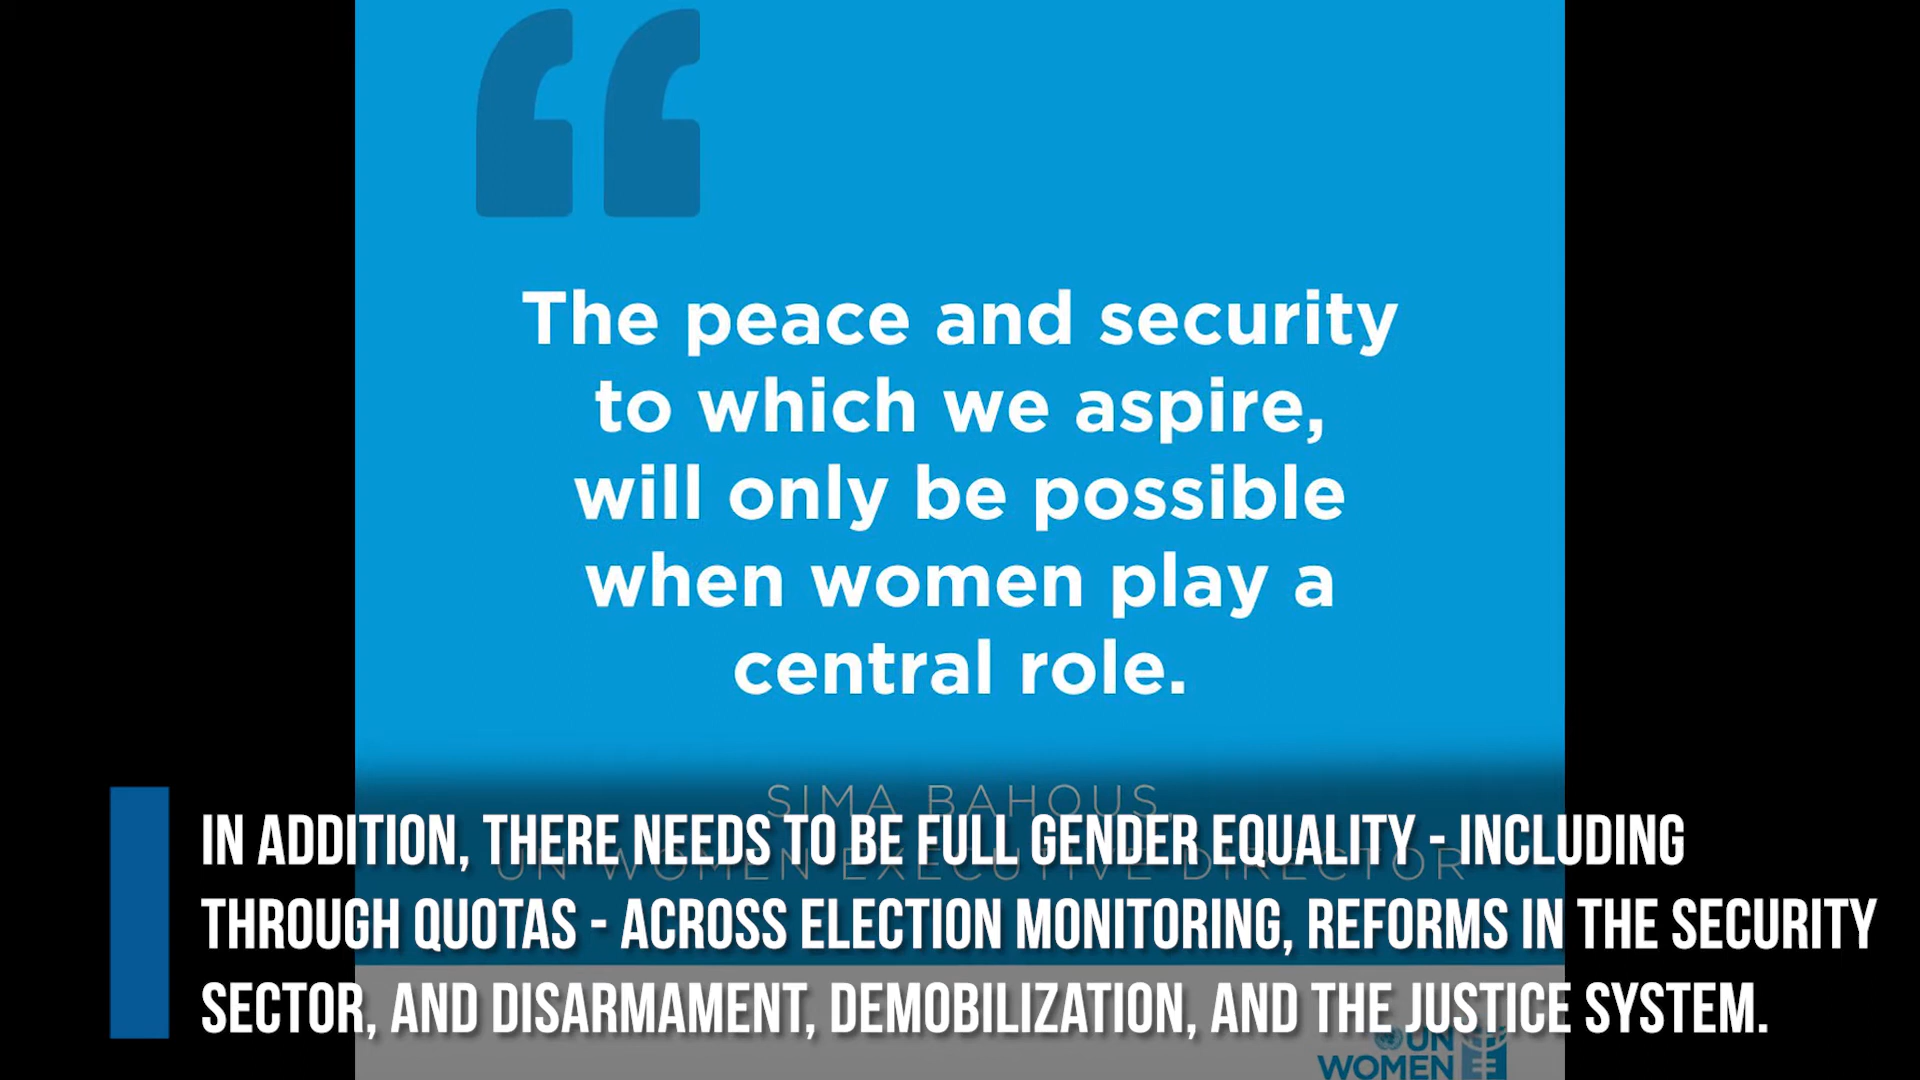 “
The peace and security
to which we aspire,
will only be possible
when women play a
central role.
SIMA BAHOUS,
UN WOMEN EXECUTIVE DIRECTOR
IN ADDITION, THERE NEEDS TO BE FULL GENDER EQUALITY - INCLUDING
THROUGH QUOTAS - ACROSS ELECTION MONITORING, REFORMS IN THE SECURITY
SECTOR, AND DISARMAMENT, DEMOBILIZATION, AND THE JUSTICE SYSTEM.
UN
WOMEN